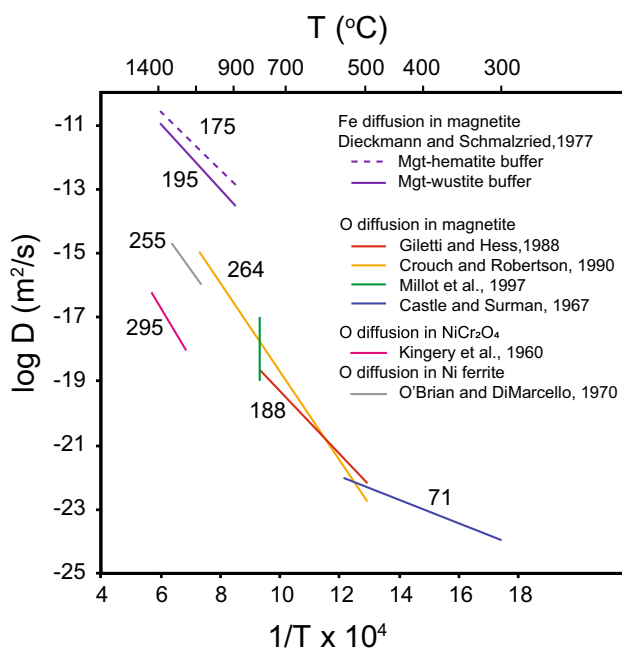 T (°C)
1400 900 700 500 400 300
-11
-13
-15
-17
-19
-21
-23
-25
log D (m²/s)
175
195
255
264
295
188
71
Fe diffusion in magnetite
Dieckmann and Schmalzried,1977
Mgt-hematite buffer
Mgt-wustite buffer
O diffusion in magnetite
Giletti and Hess,1988
Crouch and Robertson, 1990
Millot et al., 1997
Castle and Surman, 1967
O diffusion in NiCr₂O₄
Kingery et al., 1960
O diffusion in Ni ferrite
O'Brian and DiMarcello, 1970
4 6 8 10 12 14 16 18
1/T x 10⁴